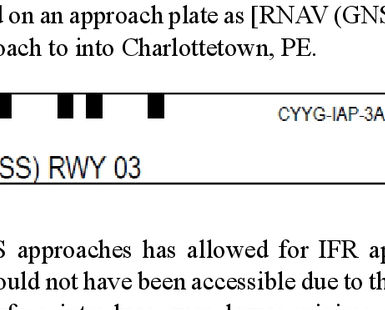 d on an approach plate as [RNAV (GNS
oach to into Charlottetown, PE.
CYYG-IAP-3A
SS) RWY 03
S approaches has allowed for IFR ap
ould not have been accessible due to th